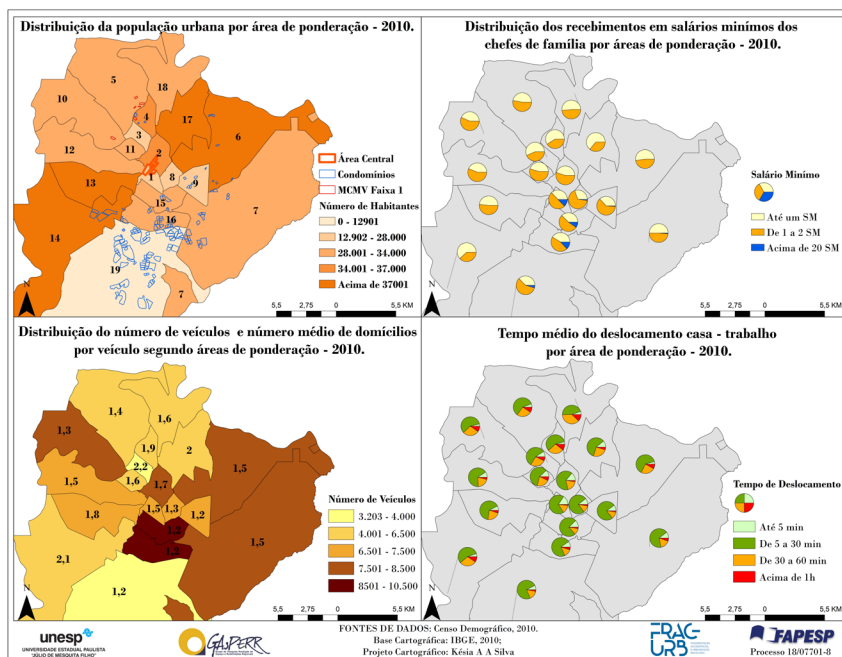 Distribuição da população urbana por área de ponderação - 2010.
5
18
10
4
17
6
3
12
11
2
1
8
9
13
15
7
16
14
19
7
Área Central
Condomínios
MCMV Faixa 1
Número de Habitantes
0 - 12901
12.902 - 28.000
28.001 - 34.000
34.001 - 37.000
Acima de 37001
N
5,5 2,75 0 5,5 KM
Distribuição dos recebimentos em salários minímos dos
chefes de família por áreas de ponderação - 2010.
Salário Minímo
Até um SM
De 1 a 2 SM
Acima de 20 SM
N
5,5 2,75 0 5,5 KM
Distribuição do número de veículos e número médio de domícilios
por veículo segundo áreas de ponderação - 2010.
1,4
1,6
1,3
1,9
2
2,2
1,5
1,5
1,6
1,7
1,8
1,5
1,3
1,2
1,2
2,1
1,2
1,5
1,2
Número de Veículos
3.203 - 4.000
4.001 - 6.500
6.501 - 7.500
7.501 - 8.500
8501 - 10.500
N
5,5 2,75 0 5,5 KM
Tempo médio do deslocamento casa - trabalho
por área de ponderação - 2010.
Tempo de Deslocamento
Até 5 min
De 5 a 30 min
De 30 a 60 min
Acima de 1h
N
5,5 2,75 0 5,5 KM
unesp
UNIVERSIDADE ESTADUAL PAULISTA
"JÚLIO DE MESQUITA FILHO"
GASPERR
FONTES DE DADOS: Censo Demográfico, 2010.
Base Cartográfica: IBGE, 2010;
Projeto Cartográfico: Késia A A Silva
FRAG-
URB
FAPESP
Processo 18/07701-8